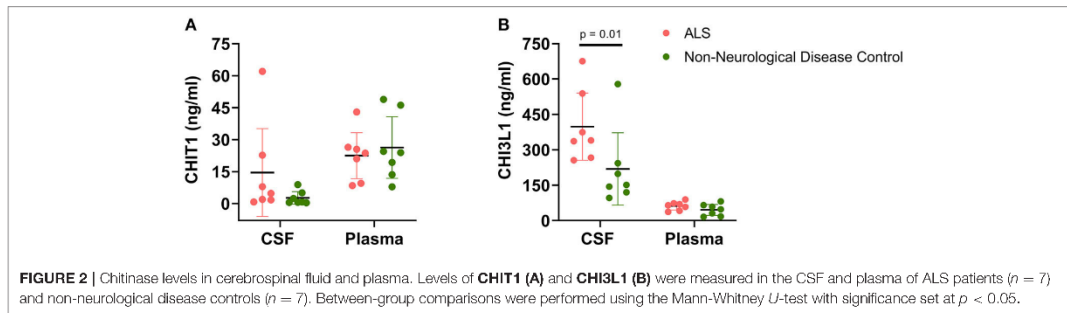 A
B
p = 0.01
ALS
Non-Neurological Disease Control
CHIT1 (ng/ml)
75
60
45
30
15
0
CSF
Plasma
CHI3L1 (ng/ml)
750
600
450
300
150
0
CSF
Plasma
FIGURE 2 | Chitinase levels in cerebrospinal fluid and plasma. Levels of CHIT1 (A) and CHI3L1 (B) were measured in the CSF and plasma of ALS patients (n = 7)
and non-neurological disease controls (n = 7). Between-group comparisons were performed using the Mann-Whitney U-test with significance set at p < 0.05.